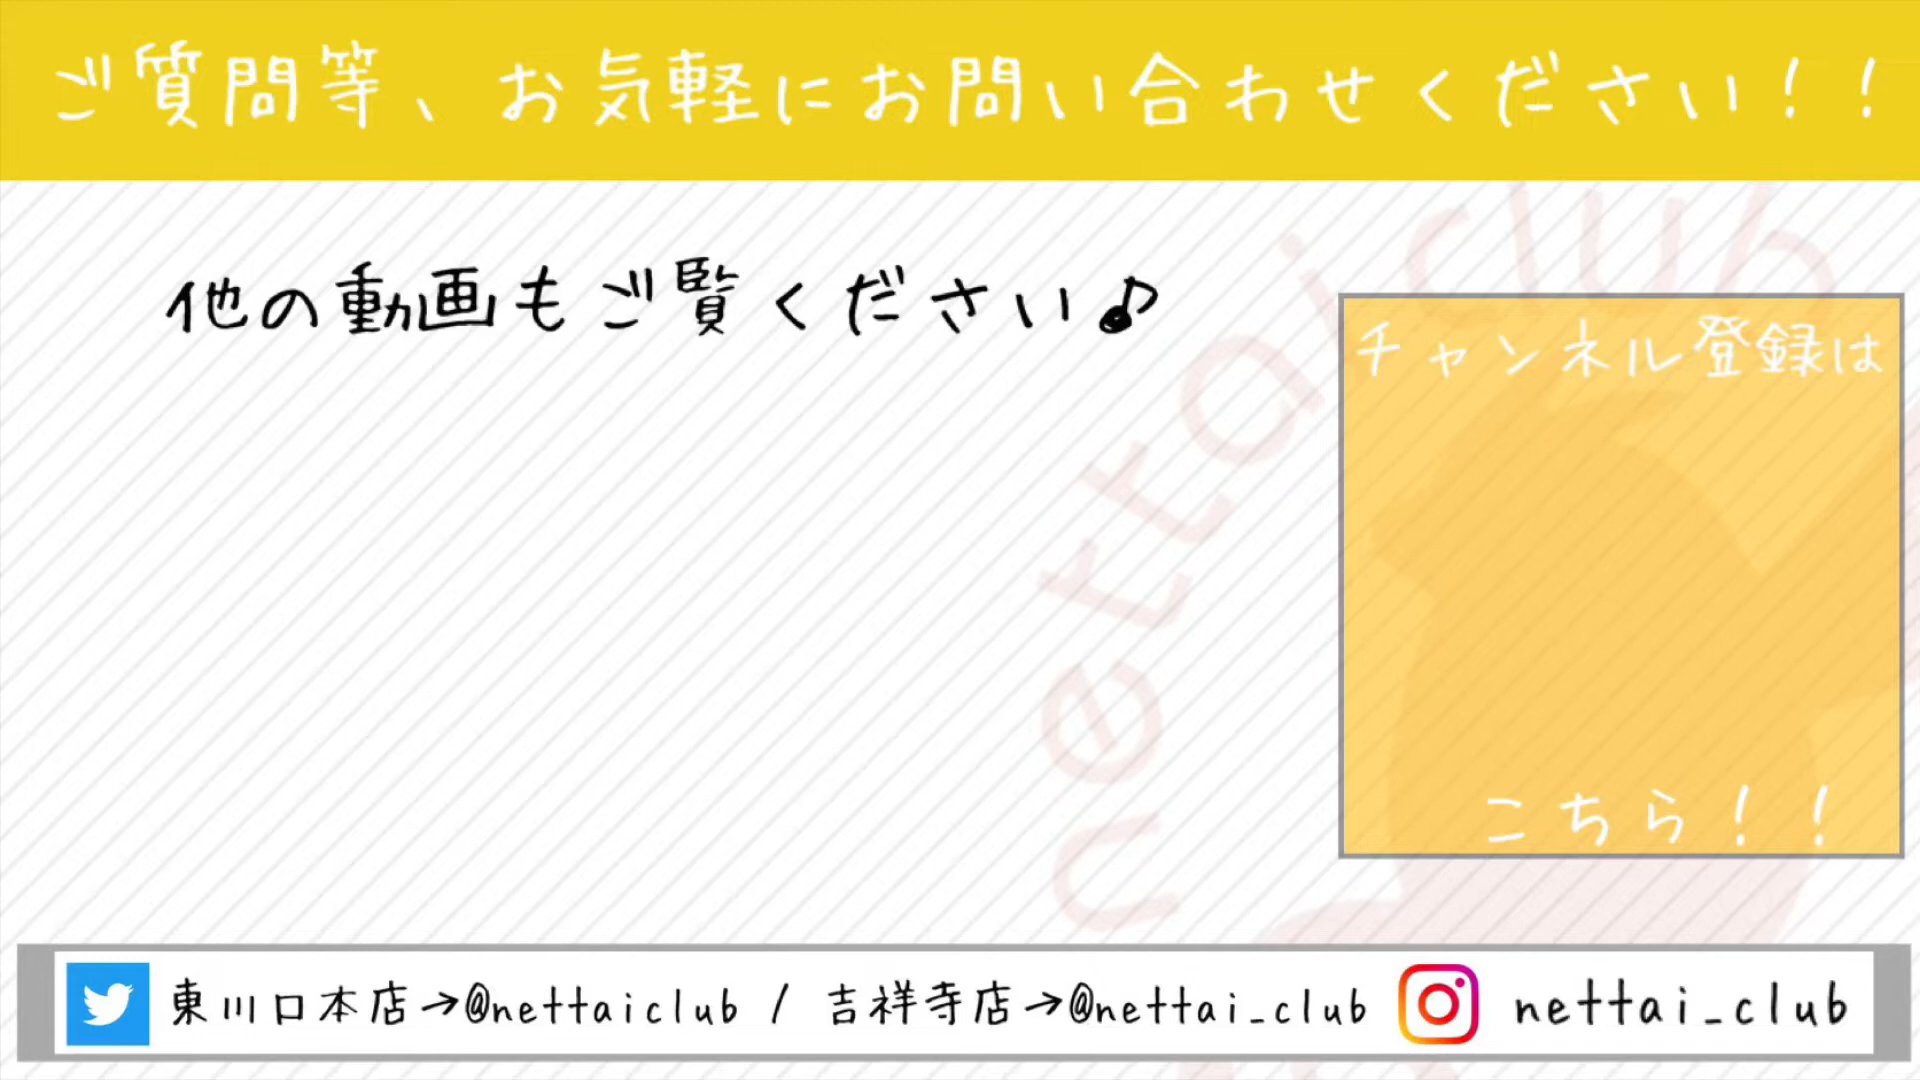 ご質問等、お気軽にお問い合わせください！！
他の動画もご覧ください♪
nettaiclub
チャンネル登録は
こちら！！
東川口本店→@nettaiclub / 吉祥寺店→@nettai_club
nettai_club